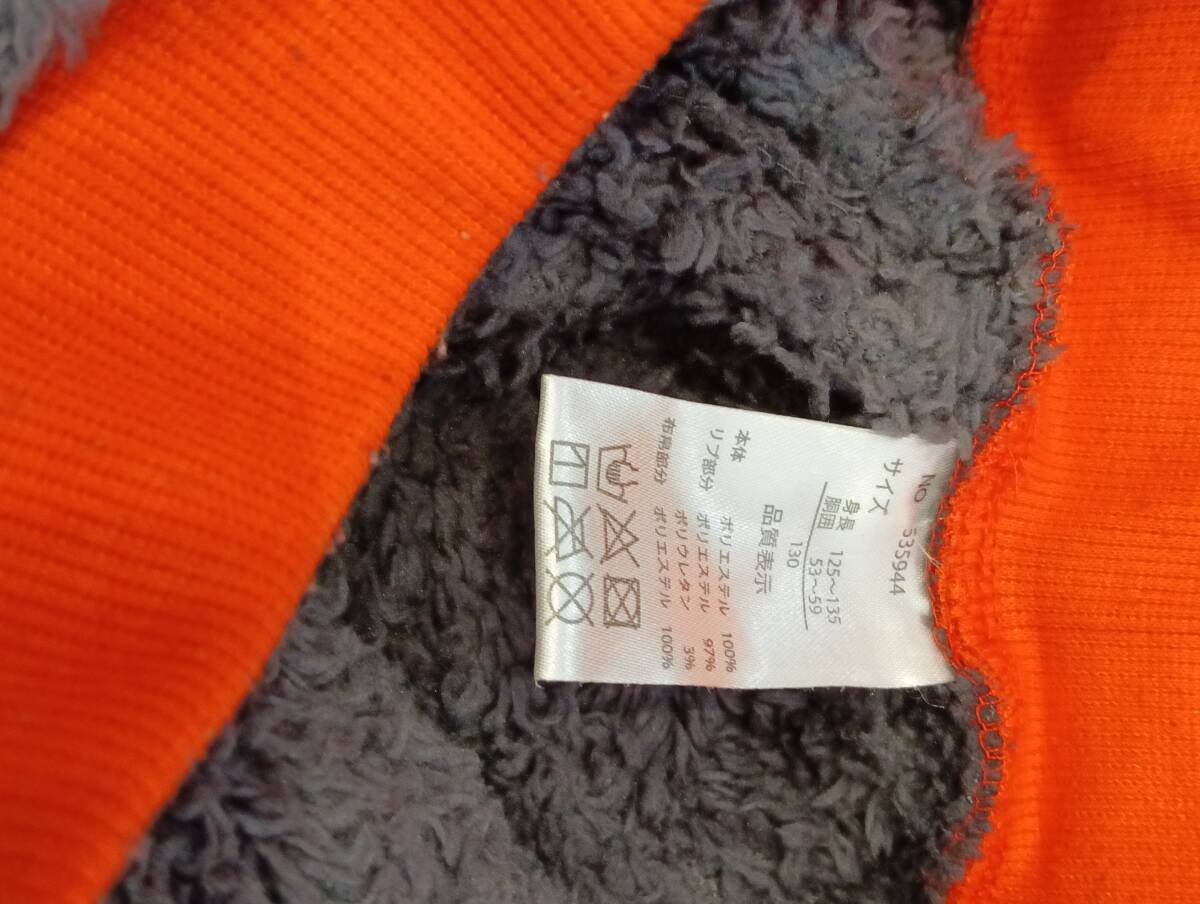 NO 535944
サイズ
身長 125~135
胸囲 53~59
130
品質表示
本体 ポリエステル 100%
リブ部分 ポリエステル 97%
ポリウレタン 3%
布帛部分 ポリエステル 100%